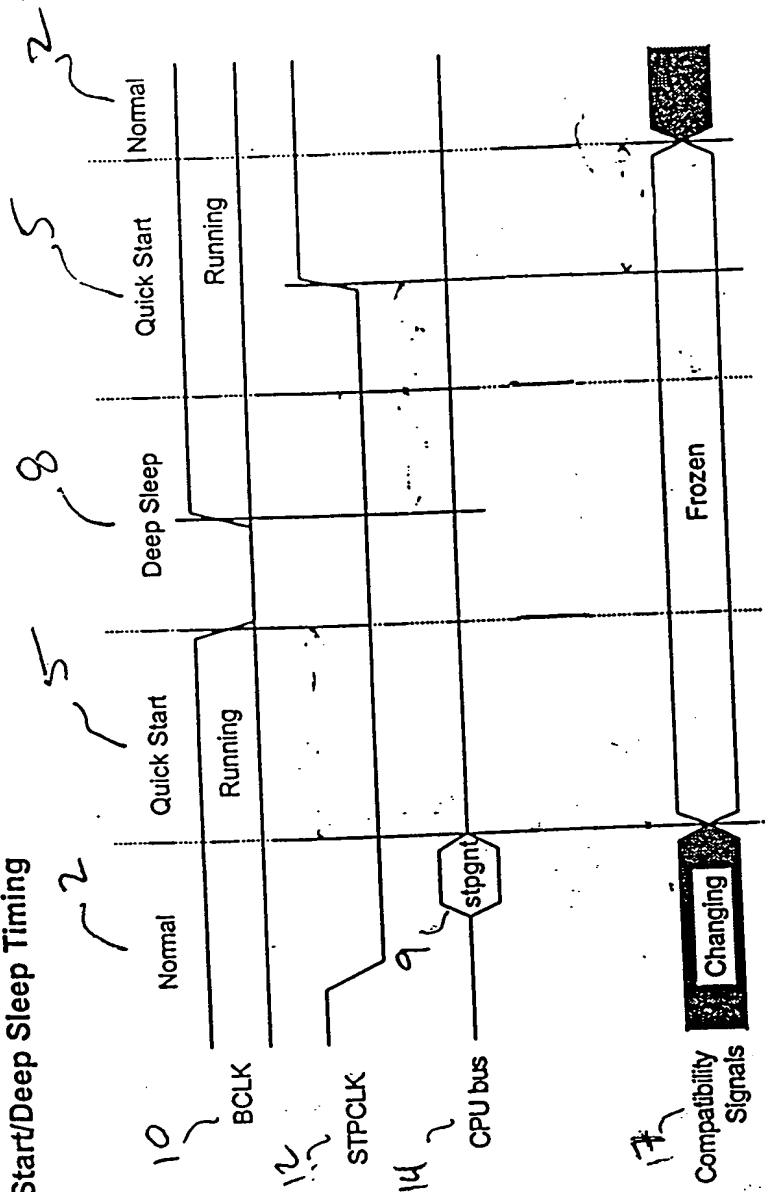 Start/Deep Sleep Timing
2 5 8 5 2
Normal Quick Start Deep Sleep Quick Start Normal
10
BCLK
Running Running
12
STPCLK
9
14
CPU bus
stpgnt
17
Compatibility
Signals
Changing Frozen